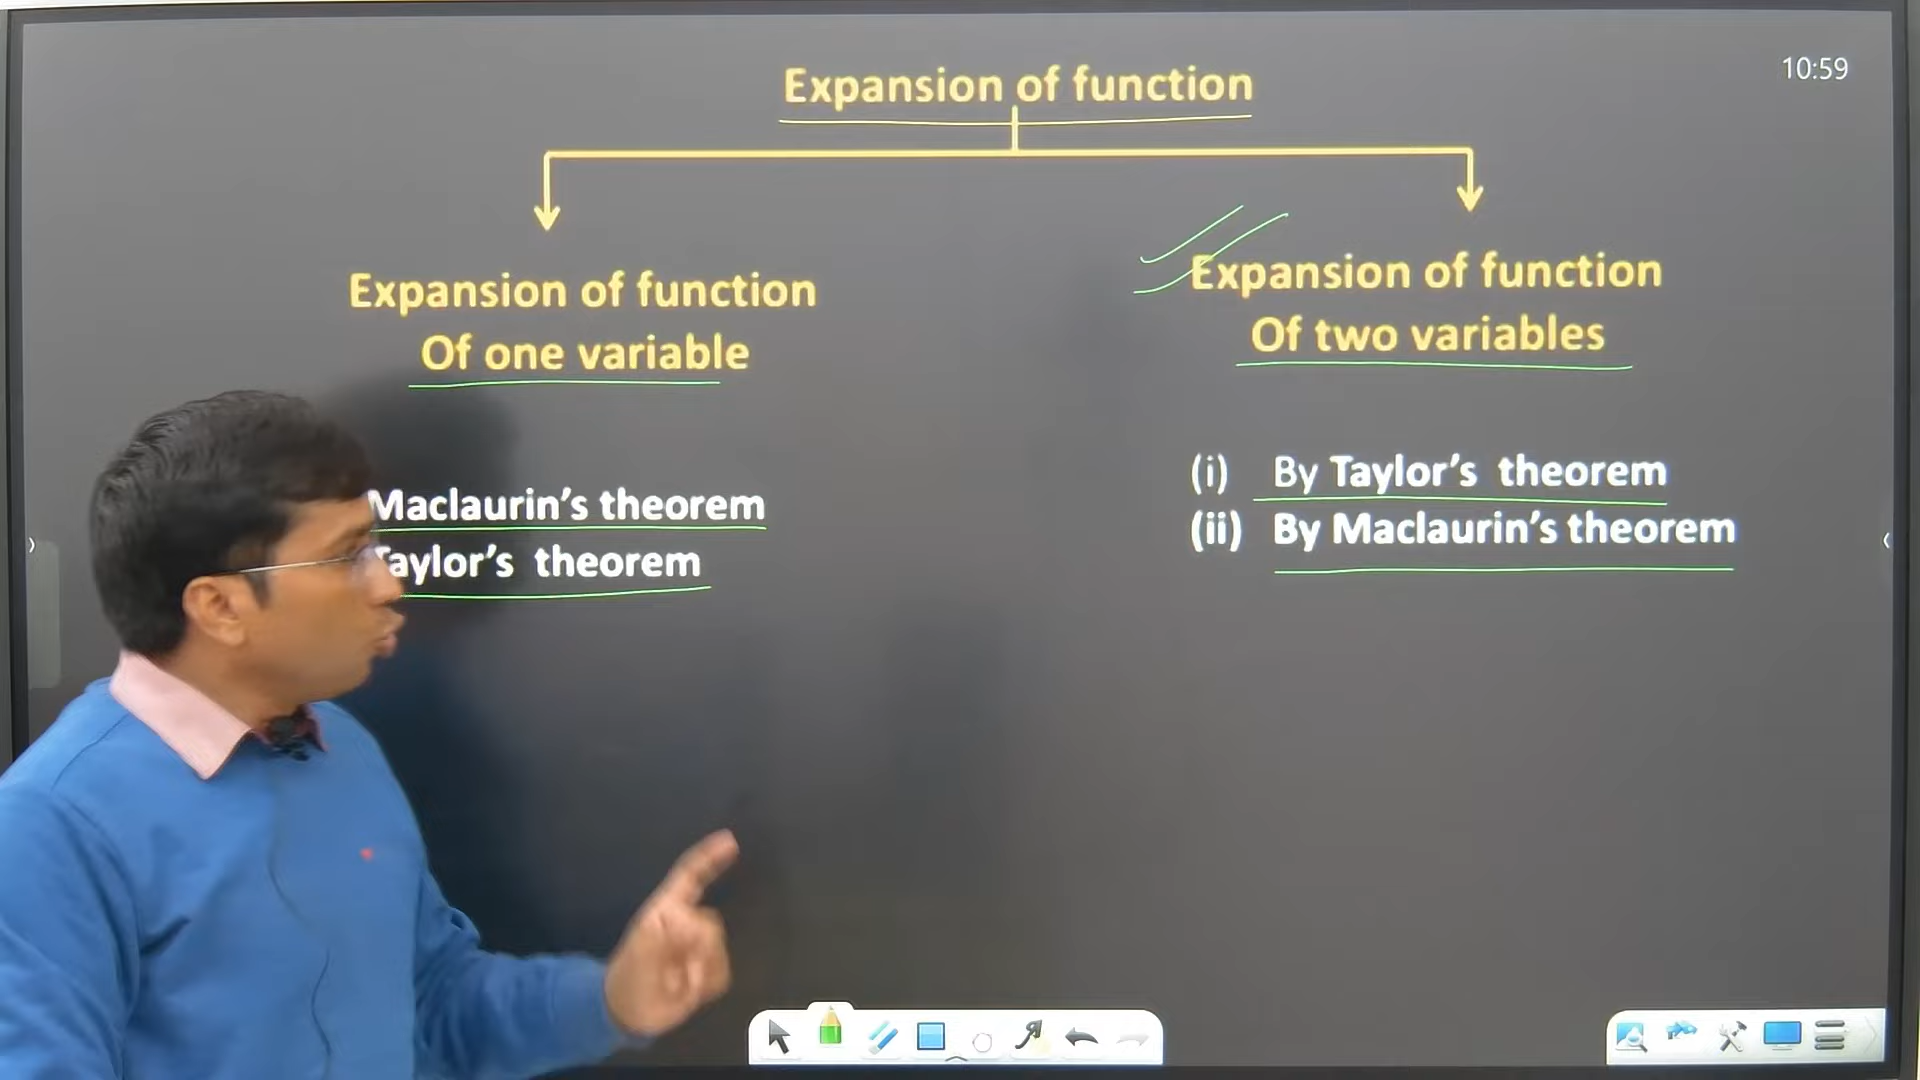 Expansion of function
10:59
Expansion of function
Of one variable
Maclaurin's theorem
Taylor's theorem
Expansion of function
Of two variables
(i) By Taylor's theorem
(ii) By Maclaurin's theorem